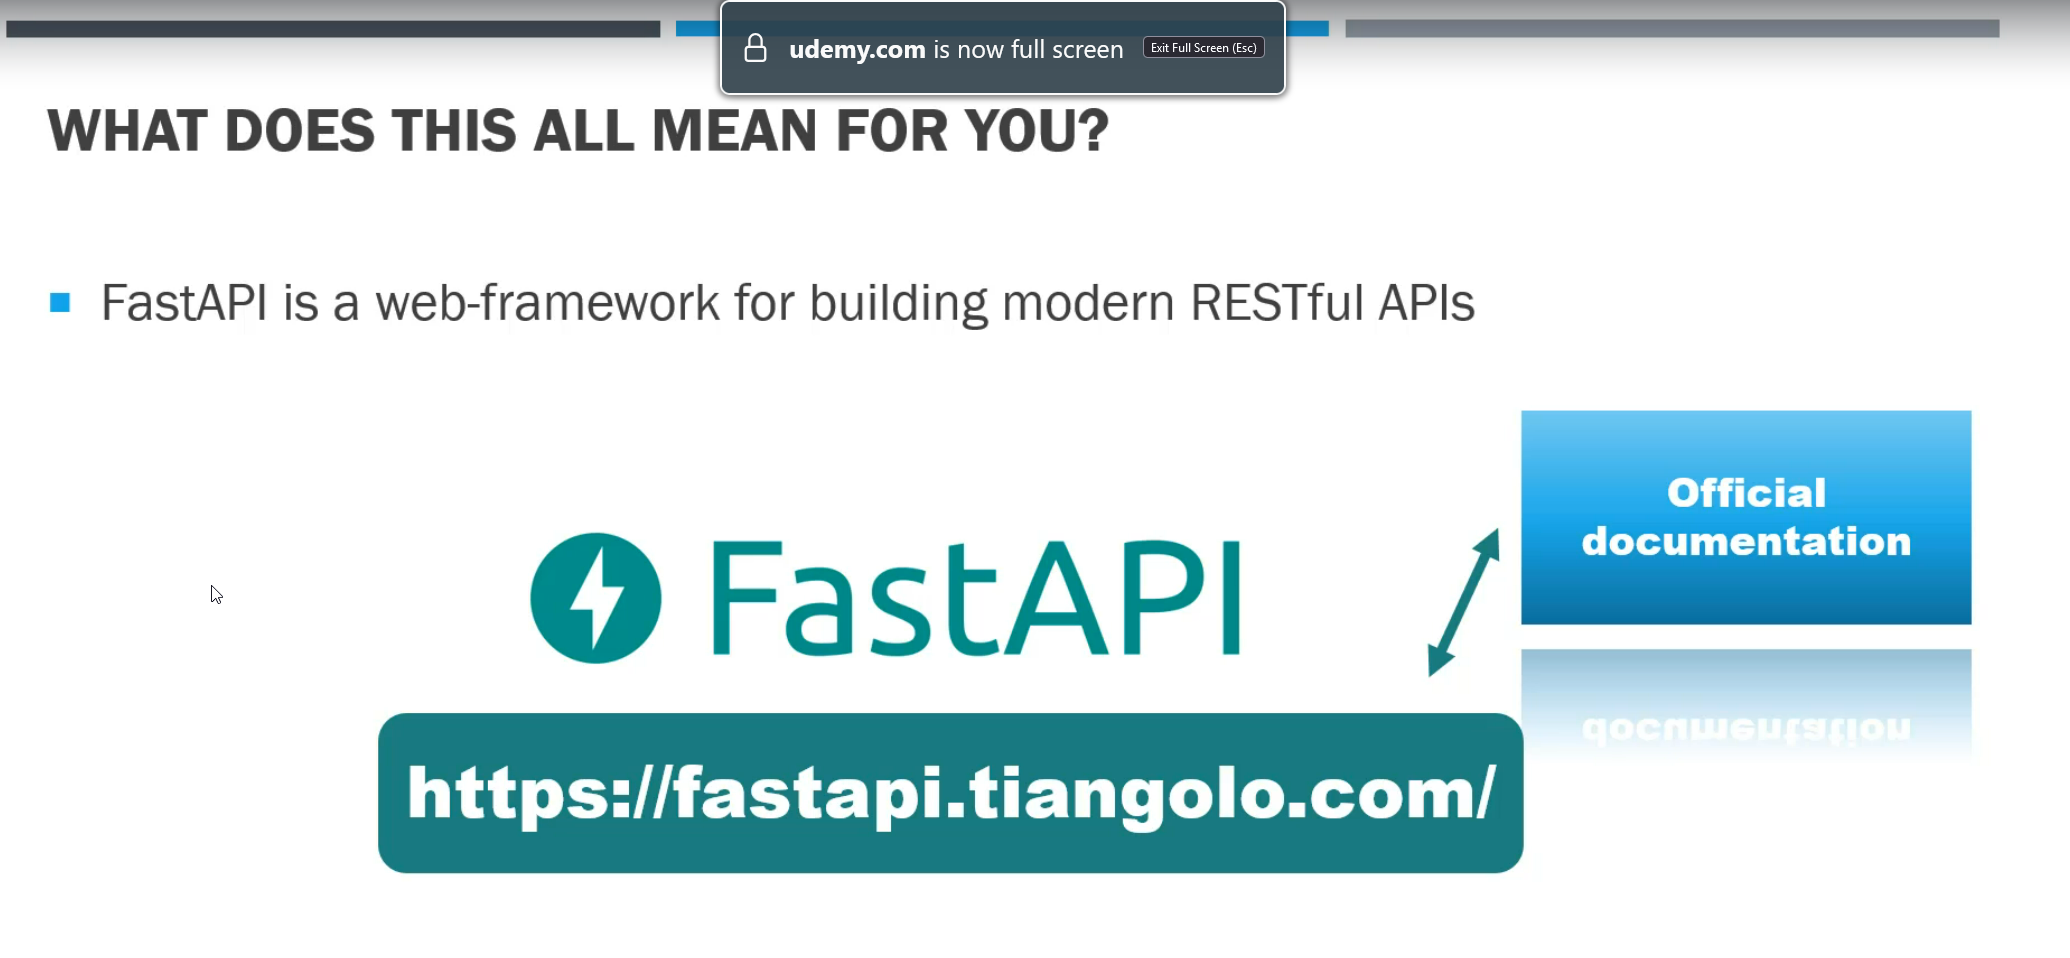 udemy.com is now full screen Exit Full Screen (Esc)
WHAT DOES THIS ALL MEAN FOR YOU?
FastAPI is a web-framework for building modern RESTful APIs
Official
documentation
FastAPI
documentation
https://fastapi.tiangolo.com/